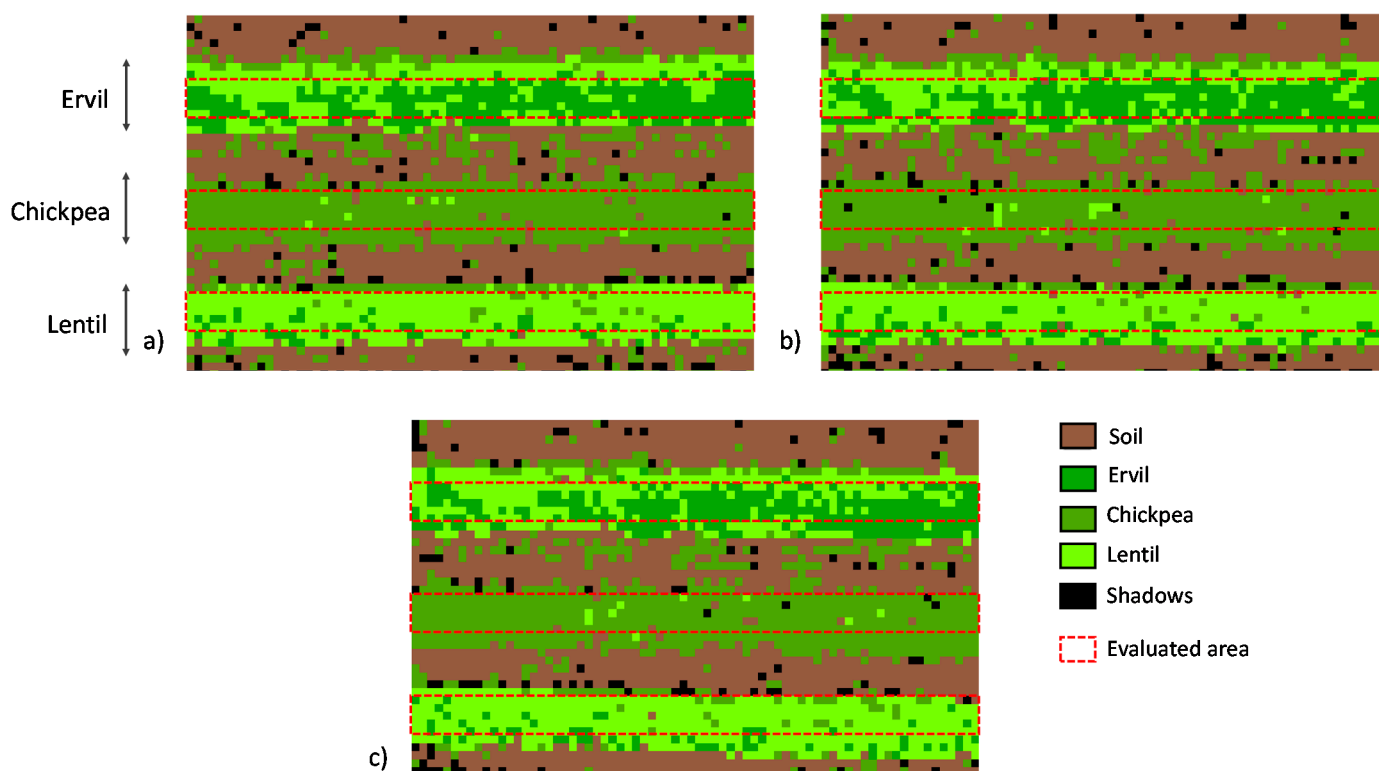 Ervil
Chickpea
Lentil
a)
b)
c)
Soil
Ervil
Chickpea
Lentil
Shadows
Evaluated area